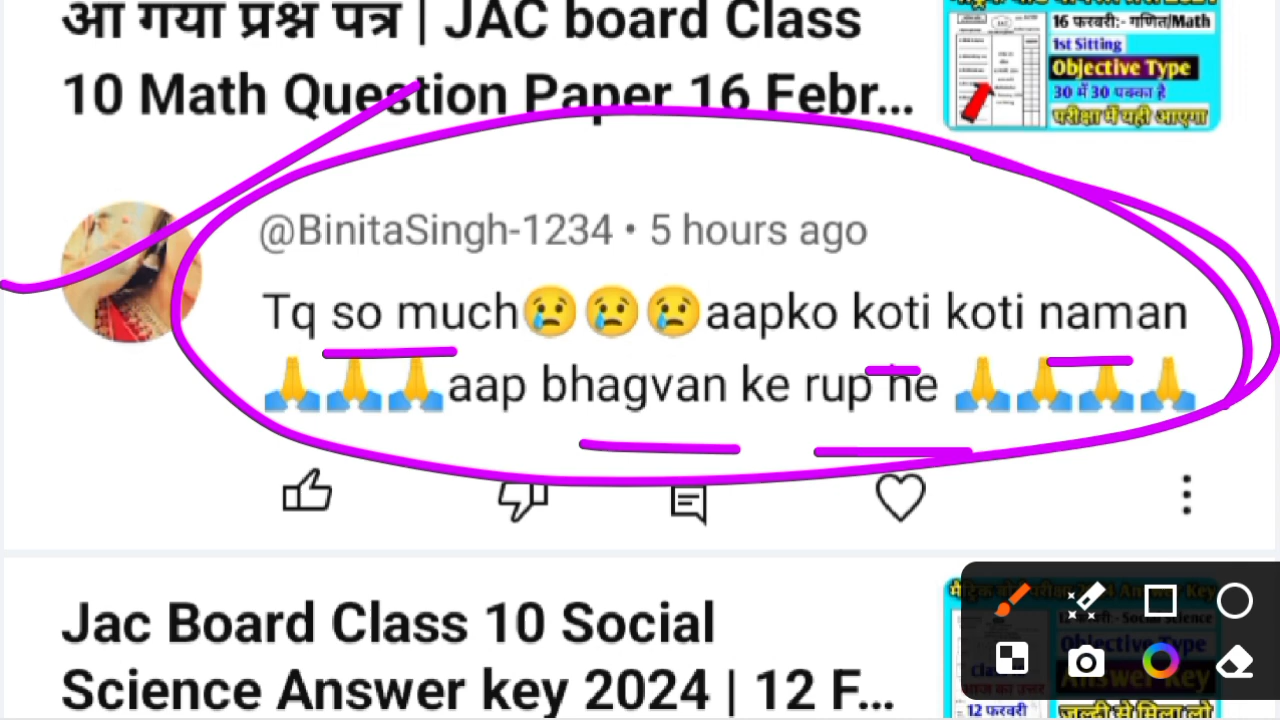 आ गया प्रश्न पत्र | JAC board Class
10 Math Question Paper 16 Febr...
16 फरवरी:- गणित/Math
1st Sitting
Objective Type
30 में 30 पक्का है
परीक्षा में यही आएगा
@BinitaSingh-1234 • 5 hours ago
Tq so much😢😢😢aapko koti koti naman
🙏🙏🙏aap bhagvan ke rup he 🙏🙏🙏🙏
Jac Board Class 10 Social
Science Answer key 2024 | 12 F...
Objective Type
Answer Key
12 फरवरी
जल्दी से मिला लो